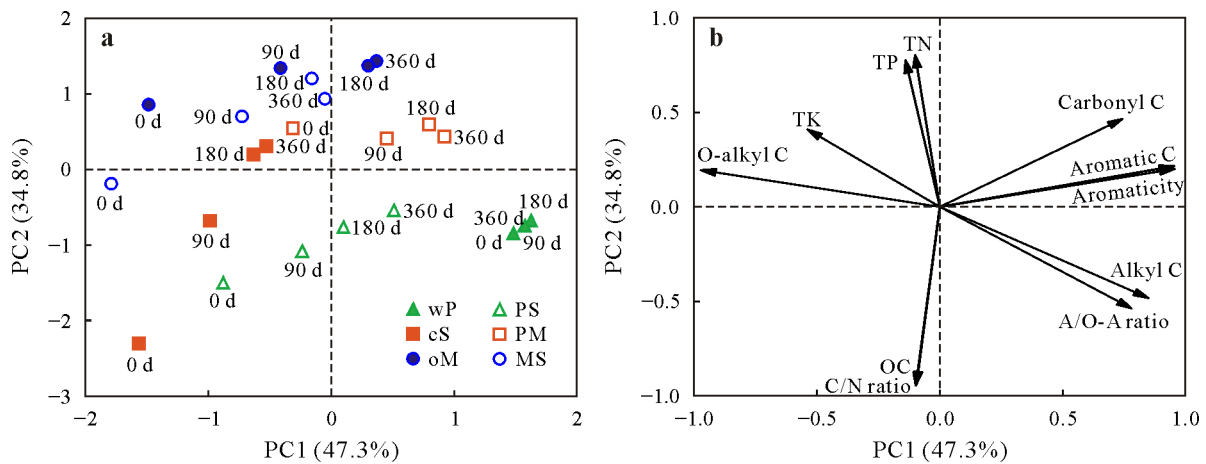 a
PC2 (34.8%)
2
1
0
−1
−2
−3
−2
−1
0
1
2
PC1 (47.3%)
0 d
90 d
180 d
360 d
180 d
90 d
360 d
0 d
360 d
180 d
0 d
90 d
180 d
360 d
0 d
90 d
0 d
90 d
180 d
360 d
0 d
180 d
360 d
0 d
90 d
0 d
wP
PS
cS
PM
oM
MS
b
PC2 (34.8%)
1.0
0.5
0.0
−0.5
−1.0
−1.0
−0.5
0.0
0.5
1.0
PC1 (47.3%)
TN
TP
TK
O-alkyl C
Carbonyl C
Aromatic C
Aromaticity
Alkyl C
A/O-A ratio
OC
C/N ratio